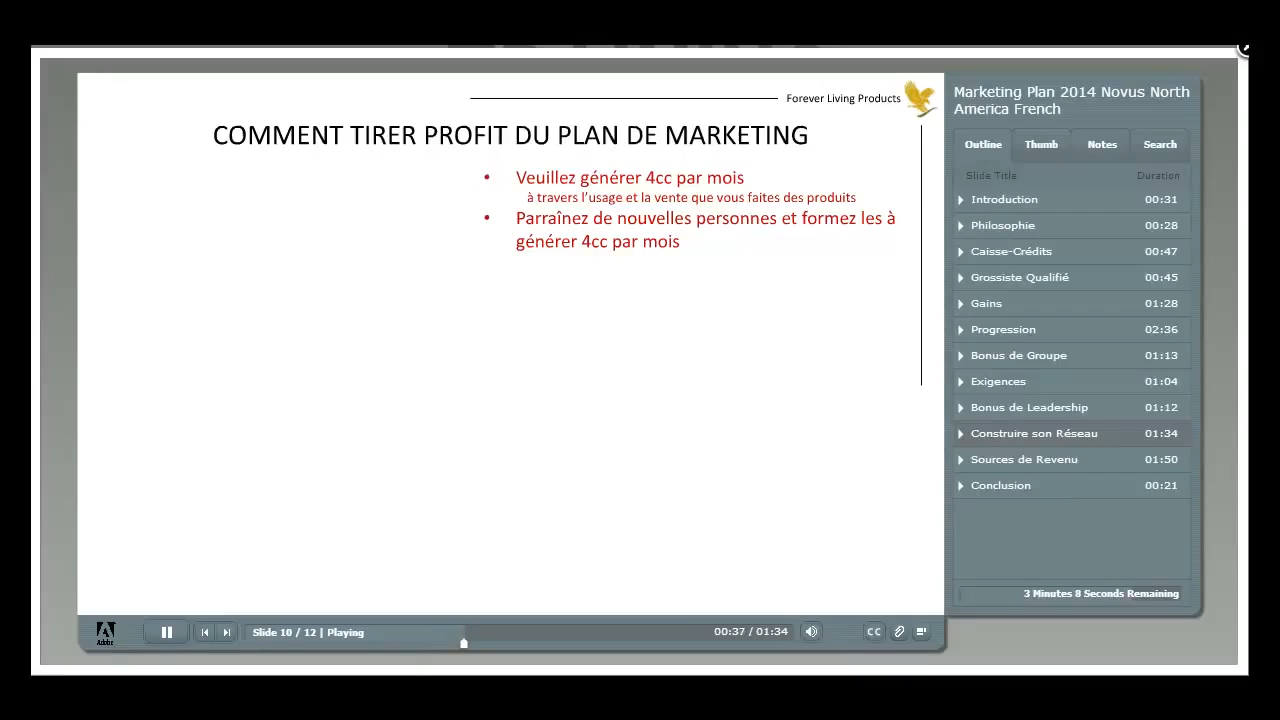 Forever Living Products
COMMENT TIRER PROFIT DU PLAN DE MARKETING
• Veuillez générer 4cc par mois
à travers l’usage et la vente que vous faites des produits
• Parraînez de nouvelles personnes et formez les à
générer 4cc par mois
Marketing Plan 2014 Novus North
America French
Outline Thumb Notes Search
Slide Title Duration
Introduction 00:31
Philosophie 00:28
Caisse-Crédits 00:47
Grossiste Qualifié 00:45
Gains 01:28
Progression 02:36
Bonus de Groupe 01:13
Exigences 01:04
Bonus de Leadership 01:12
Construire son Réseau 01:34
Sources de Revenu 01:50
Conclusion 00:21
3 Minutes 8 Seconds Remaining
Adobe
Slide 10 / 12 | Playing
00:37 / 01:34
CC